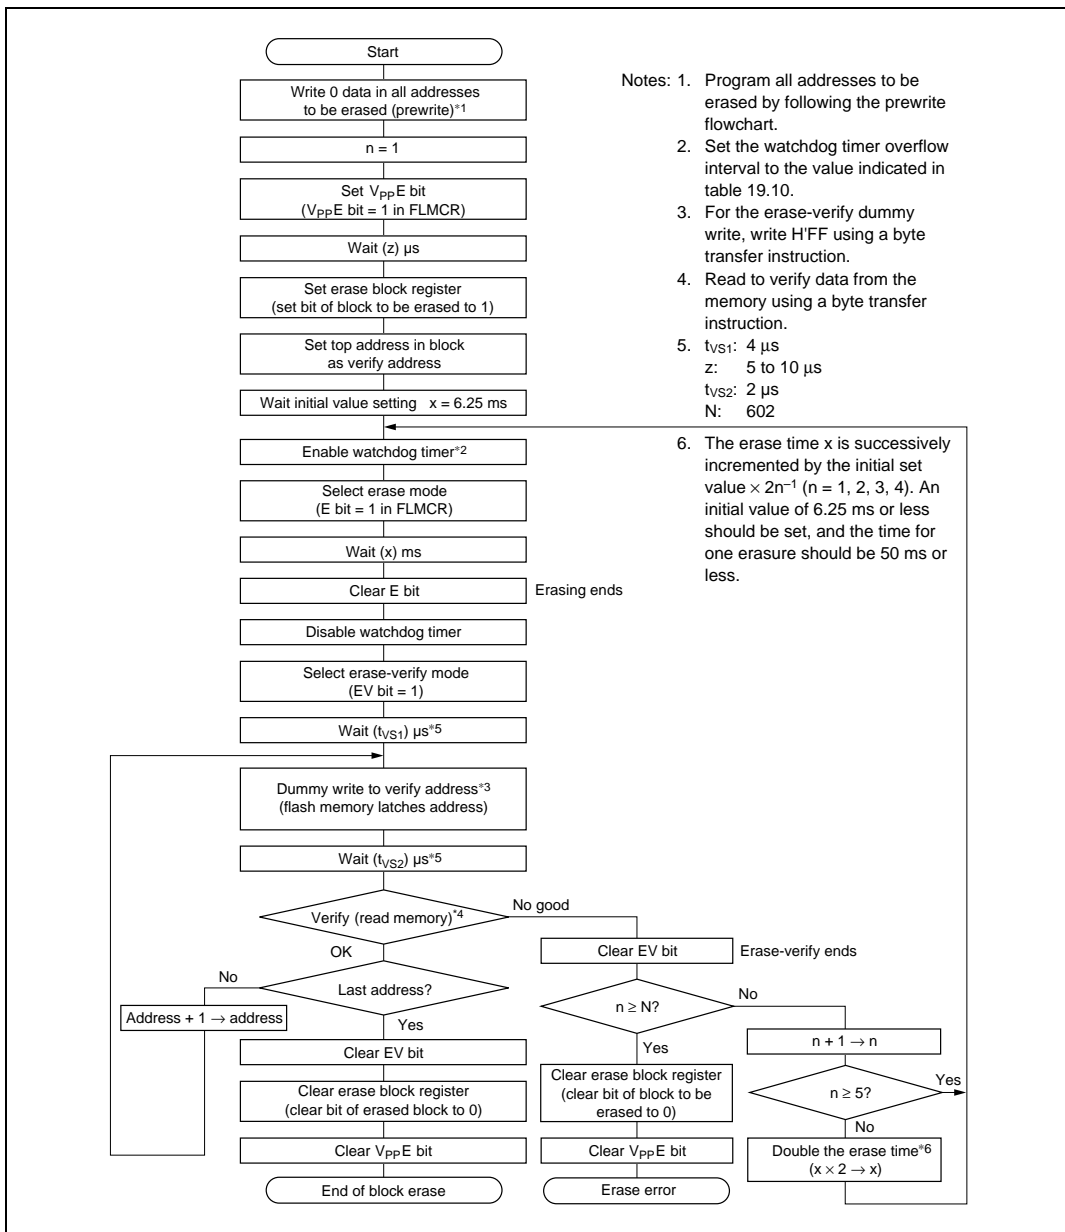 Start
Write 0 data in all addresses
to be erased (prewrite)*1
n = 1
Set VPPE bit
(VPPE bit = 1 in FLMCR)
Wait (z) µs
Set erase block register
(set bit of block to be erased to 1)
Set top address in block
as verify address
Wait initial value setting x = 6.25 ms
Enable watchdog timer*2
Select erase mode
(E bit = 1 in FLMCR)
Wait (x) ms
Clear E bit
Erasing ends
Disable watchdog timer
Select erase-verify mode
(EV bit = 1)
Wait (tVS1) µs*5
Dummy write to verify address*3
(flash memory latches address)
Wait (tVS2) µs*5
Verify (read memory)*4
No good
OK
Last address?
No
Address + 1 → address
Yes
Clear EV bit
Clear erase block register
(clear bit of erased block to 0)
Clear VPPE bit
End of block erase
Clear EV bit
Erase-verify ends
n ≥ N?
No
Yes
Clear erase block register
(clear bit of block to be
erased to 0)
Clear VPPE bit
Erase error
n + 1 → n
n ≥ 5?
Yes
No
Double the erase time*6
(x × 2 → x)
Notes: 1. Program all addresses to be
erased by following the prewrite
flowchart.
2. Set the watchdog timer overflow
interval to the value indicated in
table 19.10.
3. For the erase-verify dummy
write, write H'FF using a byte
transfer instruction.
4. Read to verify data from the
memory using a byte transfer
instruction.
5. tVS1: 4 µs
z: 5 to 10 µs
tVS2: 2 µs
N: 602
6. The erase time x is successively
incremented by the initial set
value × 2n–1 (n = 1, 2, 3, 4). An
initial value of 6.25 ms or less
should be set, and the time for
one erasure should be 50 ms or
less.